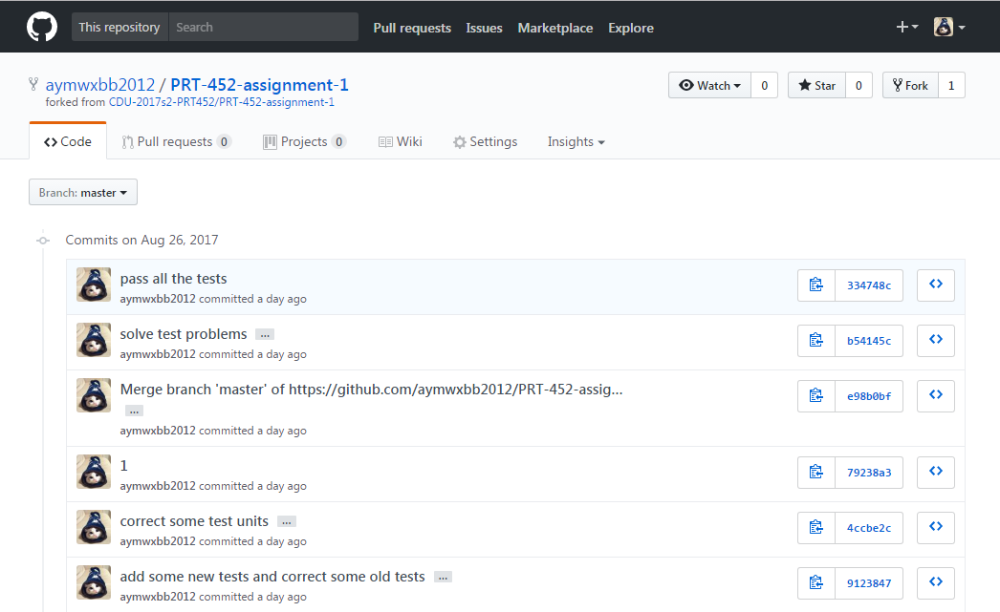 This repository Search Pull requests Issues Marketplace Explore
aymwxbb2012 / PRT-452-assignment-1 Watch 0 Star 0 Fork 1
forked from CDU-2017s2-PRT452/PRT-452-assignment-1
Code Pull requests 0 Projects 0 Wiki Settings Insights
Branch: master
Commits on Aug 26, 2017
pass all the tests
334748c
aymwxbb2012 committed a day ago
solve test problems …
b54145c
aymwxbb2012 committed a day ago
Merge branch 'master' of https://github.com/aymwxbb2012/PRT-452-assig…
e98b0bf
…
aymwxbb2012 committed a day ago
1
79238a3
aymwxbb2012 committed a day ago
correct some test units …
4ccbe2c
aymwxbb2012 committed a day ago
add some new tests and correct some old tests …
9123847
aymwxbb2012 committed a day ago